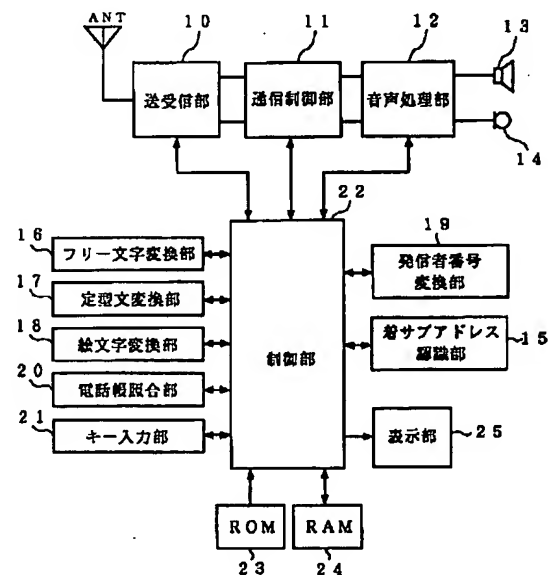 ANT
10
11
12
13
送受信部
通信制御部
音声処理部
14
22
16
フリー文字変換部
17
定型文変換部
18
絵文字変換部
20
電話帳照合部
21
キー入力部
制御部
19
発信者番号
変換部
着サブアドレス
認識部
15
表示部
25
ROM
RAM
23
24